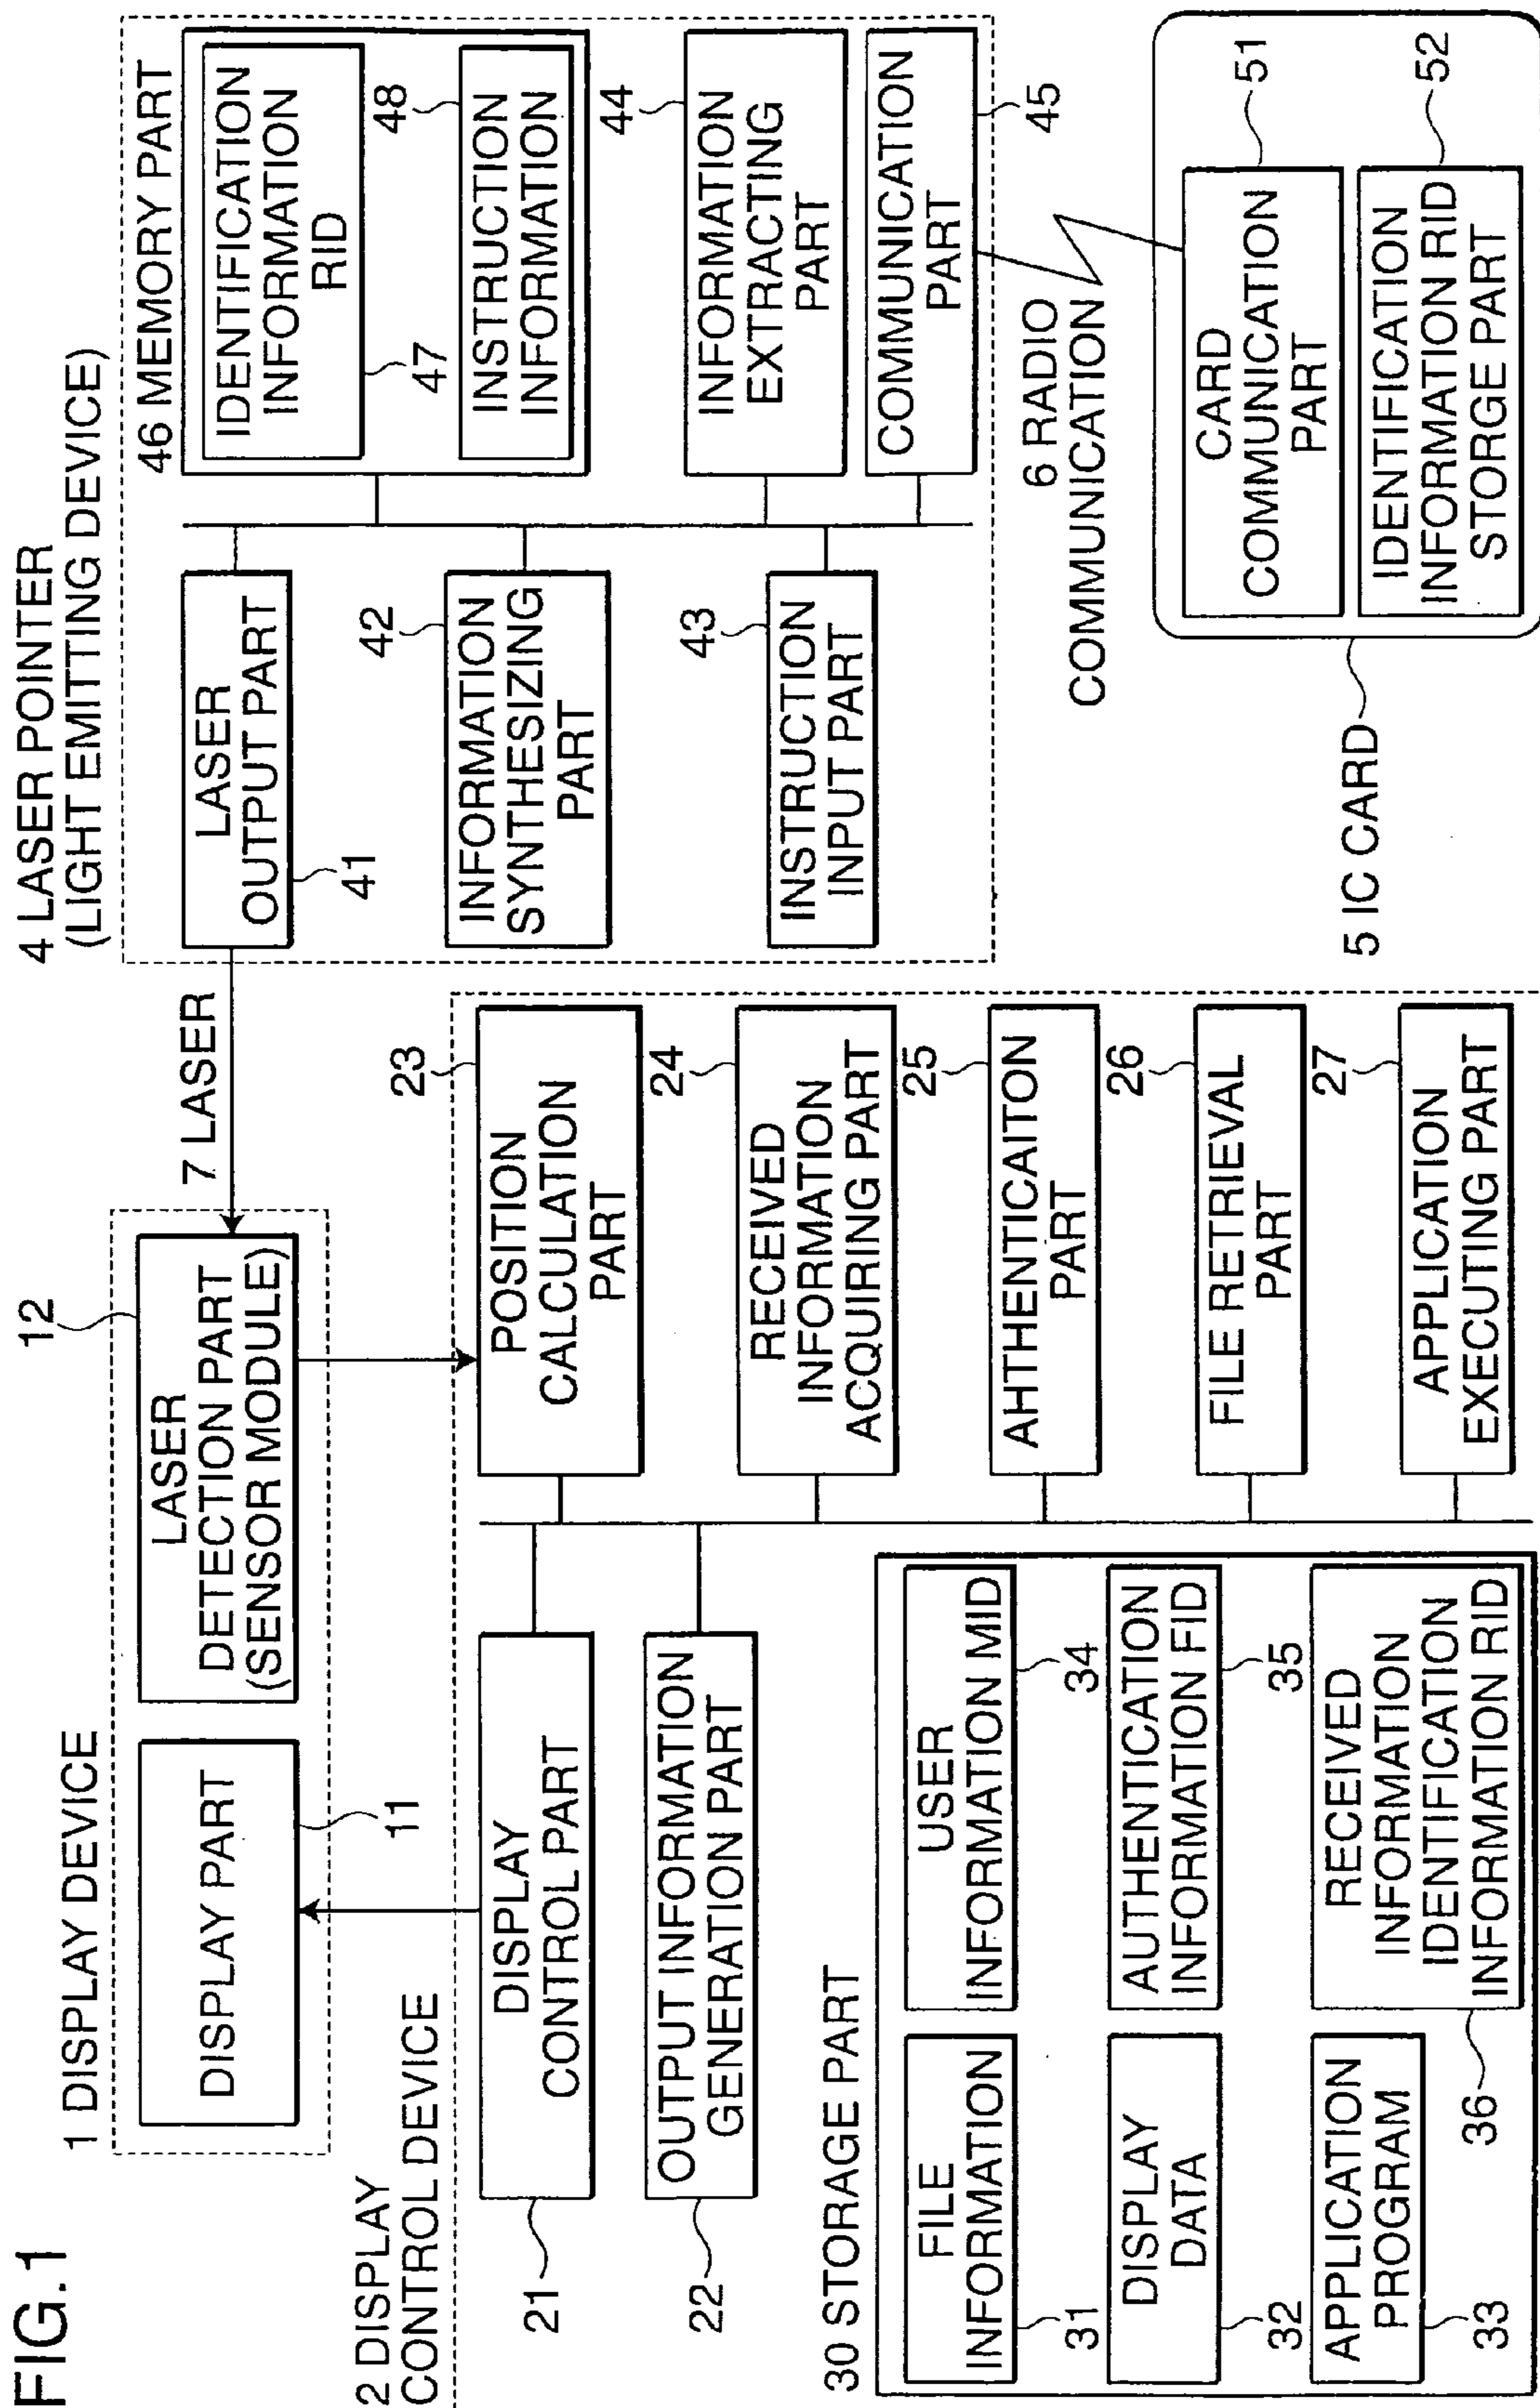 FIG.1
1 DISPLAY DEVICE
DISPLAY PART
11
LASER
DETECTION PART
(SENSOR MODULE)
12
7 LASER
2 DISPLAY
CONTROL DEVICE
DISPLAY
CONTROL PART
21
OUTPUT INFORMATION
GENERATION PART
22
POSITION
CALCULATION
PART
23
RECEIVED
INFORMATION
ACQUIRING PART
24
AHTHENTICAITON
PART
25
FILE RETRIEVAL
PART
26
APPLICATION
EXECUTING PART
27
30 STORAGE PART
FILE
INFORMATION
31
DISPLAY
DATA
32
APPLICATION
PROGRAM
33
USER
INFORMATION MID
34
AUTHENTICATION
INFORMATION FID
35
RECEIVED
INFORMATION
IDENTIFICATION
INFORMATION RID
36
4 LASER POINTER
(LIGHT EMITTING DEVICE)
LASER
OUTPUT PART
41
INFORMATION
SYNTHESIZING
PART
42
INSTRUCTION
INPUT PART
43
46 MEMORY PART
IDENTIFICATION
INFORMATION
RID
47
INSTRUCTION
INFORMATION
48
INFORMATION
EXTRACTING
PART
44
COMMUNICATION
PART
45
6 RADIO
COMMUNICATION
5 IC CARD
CARD
COMMUNICATION
PART
51
IDENTIFICATION
INFORMATION RID
STORGE PART
52